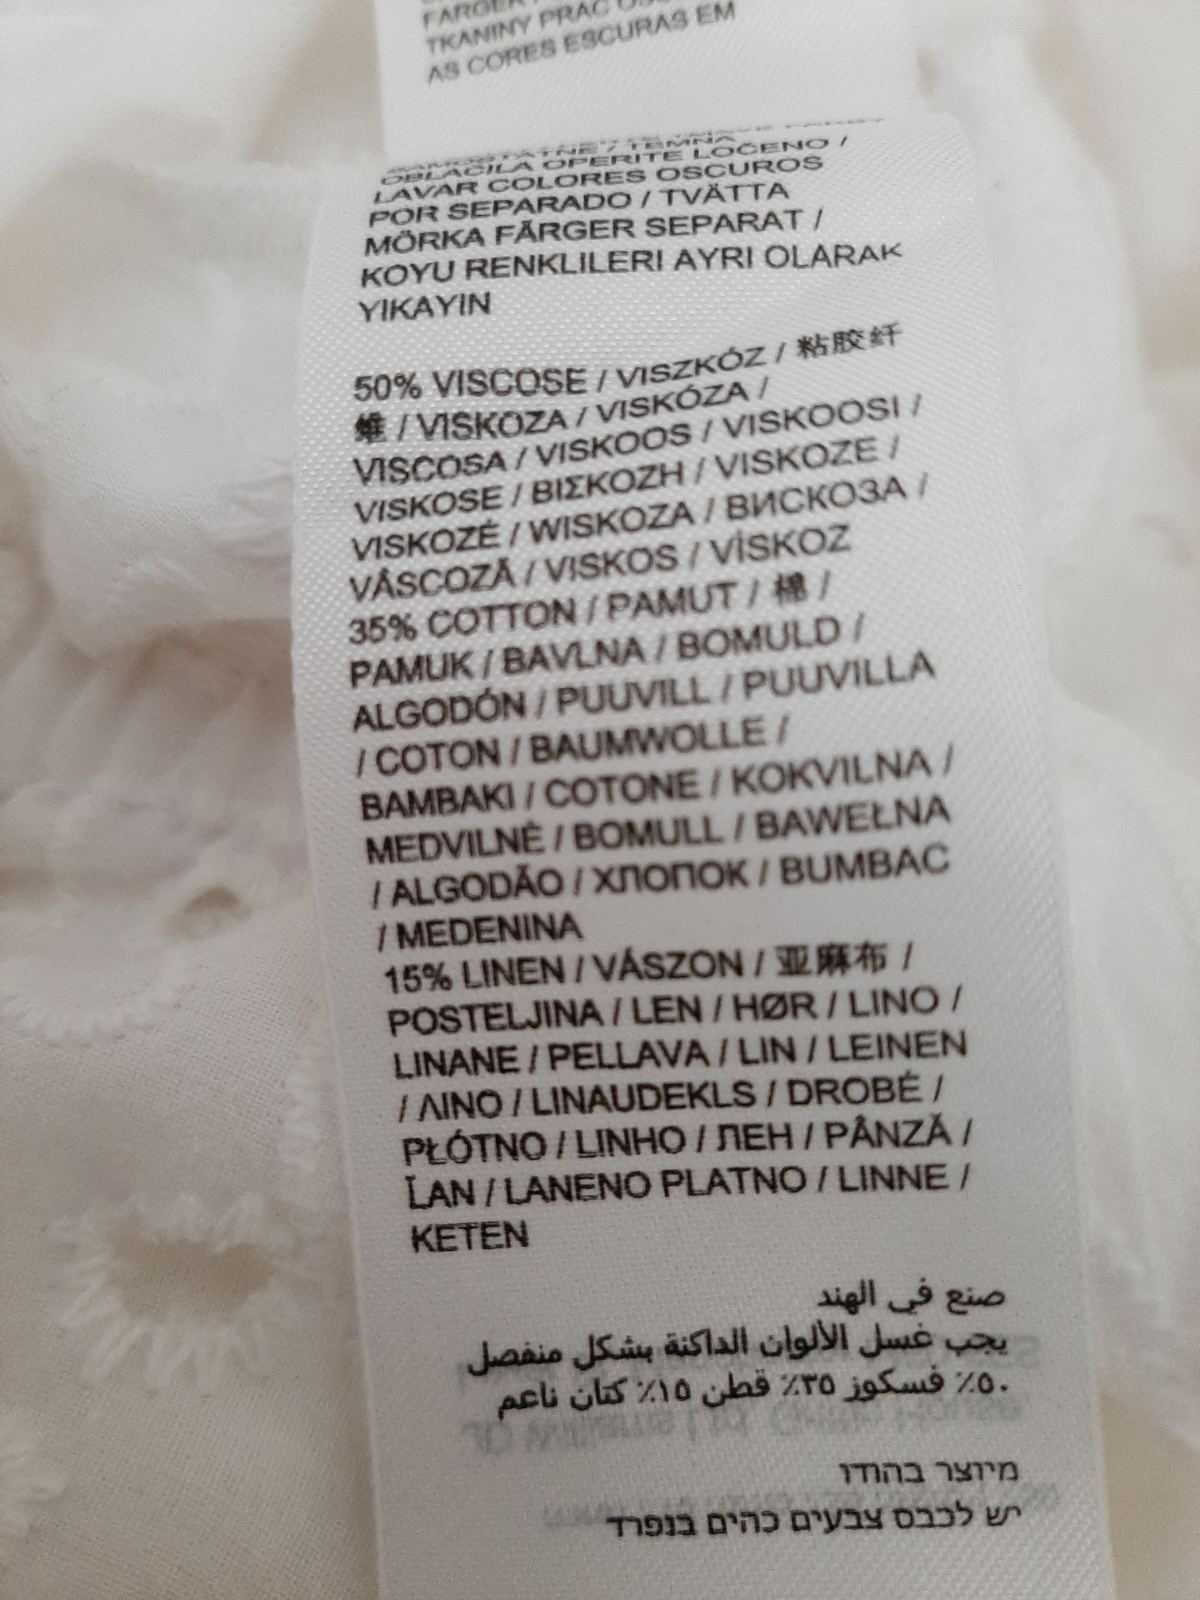 TKANINY PRAĆ
AS CORES ESCURAS EM
OBLAČILA OPERITE LOČENO /
LAVAR COLORES OSCUROS
POR SEPARADO / TVÄTTA
MÖRKA FÄRGER SEPARAT /
KOYU RENKLILERI AYRI OLARAK
YIKAYIN
50% VISCOSE / VISZKÓZ / 粘胶纤
维 / VISKOZA / VISKÓZA /
VISCOSA / VISKOOS / VISKOOSI /
VISKOSE / ΒΙΣΚΟΖΗ / VISKOZE /
VISKOZĖ / WISKOZA / ВИСКОЗА /
VÂSCOZĂ / VISKOS / VİSKOZ
35% COTTON / PAMUT / 棉 /
PAMUK / BAVLNA / BOMULD /
ALGODÓN / PUUVILL / PUUVILLA
/ COTON / BAUMWOLLE /
BAMBAKI / COTONE / KOKVILNA /
MEDVILNĖ / BOMULL / BAWEŁNA
/ ALGODÃO / ХЛОПОК / BUMBAC
/ MEDENINA
15% LINEN / VÁSZON / 亚麻布 /
POSTELJINA / LEN / HØR / LINO /
LINANE / PELLAVA / LIN / LEINEN
/ ΛΙΝΟ / LINAUDEKLS / DROBĖ /
PŁÓTNO / LINHO / ЛЕН / PÂNZĂ /
ĽAN / LANENO PLATNO / LINNE /
KETEN
صنع في الهند
يجب غسل الألوان الداكنة بشكل منفصل
٥٠٪ فسكوز ٣٥٪ قطن ١٥٪ كتان ناعم
מיוצר בהודו
יש לכבס צבעים כהים בנפרד